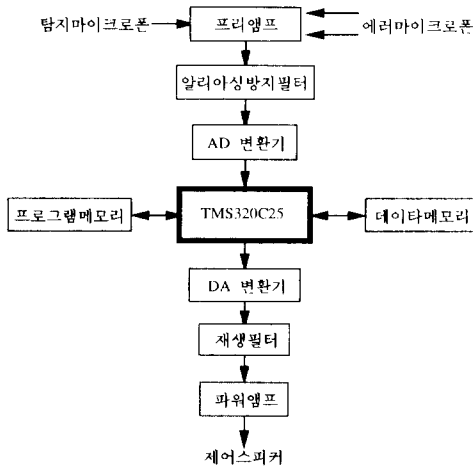 탐지마이크로폰
프리앰프
에러마이크로폰
알리아싱방지필터
AD 변환기
프로그램메모리
TMS320C25
데이타메모리
DA 변환기
재생필터
파워앰프
제어스피커